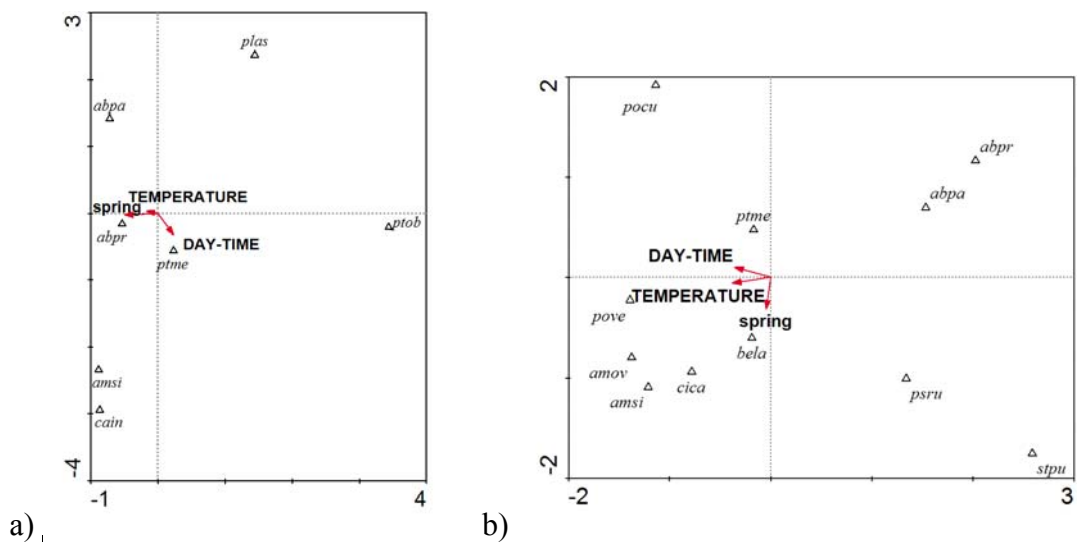 3
plas
abpa
TEMPERATURE
spring
abpr
DAY-TIME
ptme
ptob
amsi
cain
-4
-1
4
a)
2
pocu
abpr
abpa
ptme
DAY-TIME
TEMPERATURE
pove
spring
bela
amov
cica
amsi
psru
stpu
-2
-2
3
b)